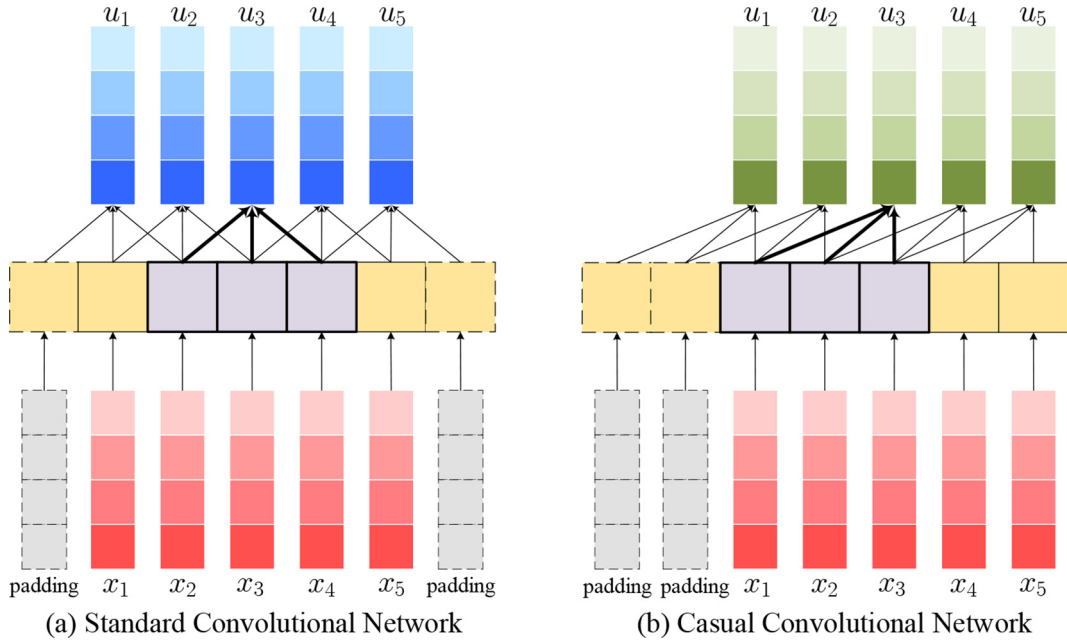 u1 u2 u3 u4 u5
padding x1 x2 x3 x4 x5 padding
(a) Standard Convolutional Network
u1 u2 u3 u4 u5
padding padding x1 x2 x3 x4 x5
(b) Casual Convolutional Network